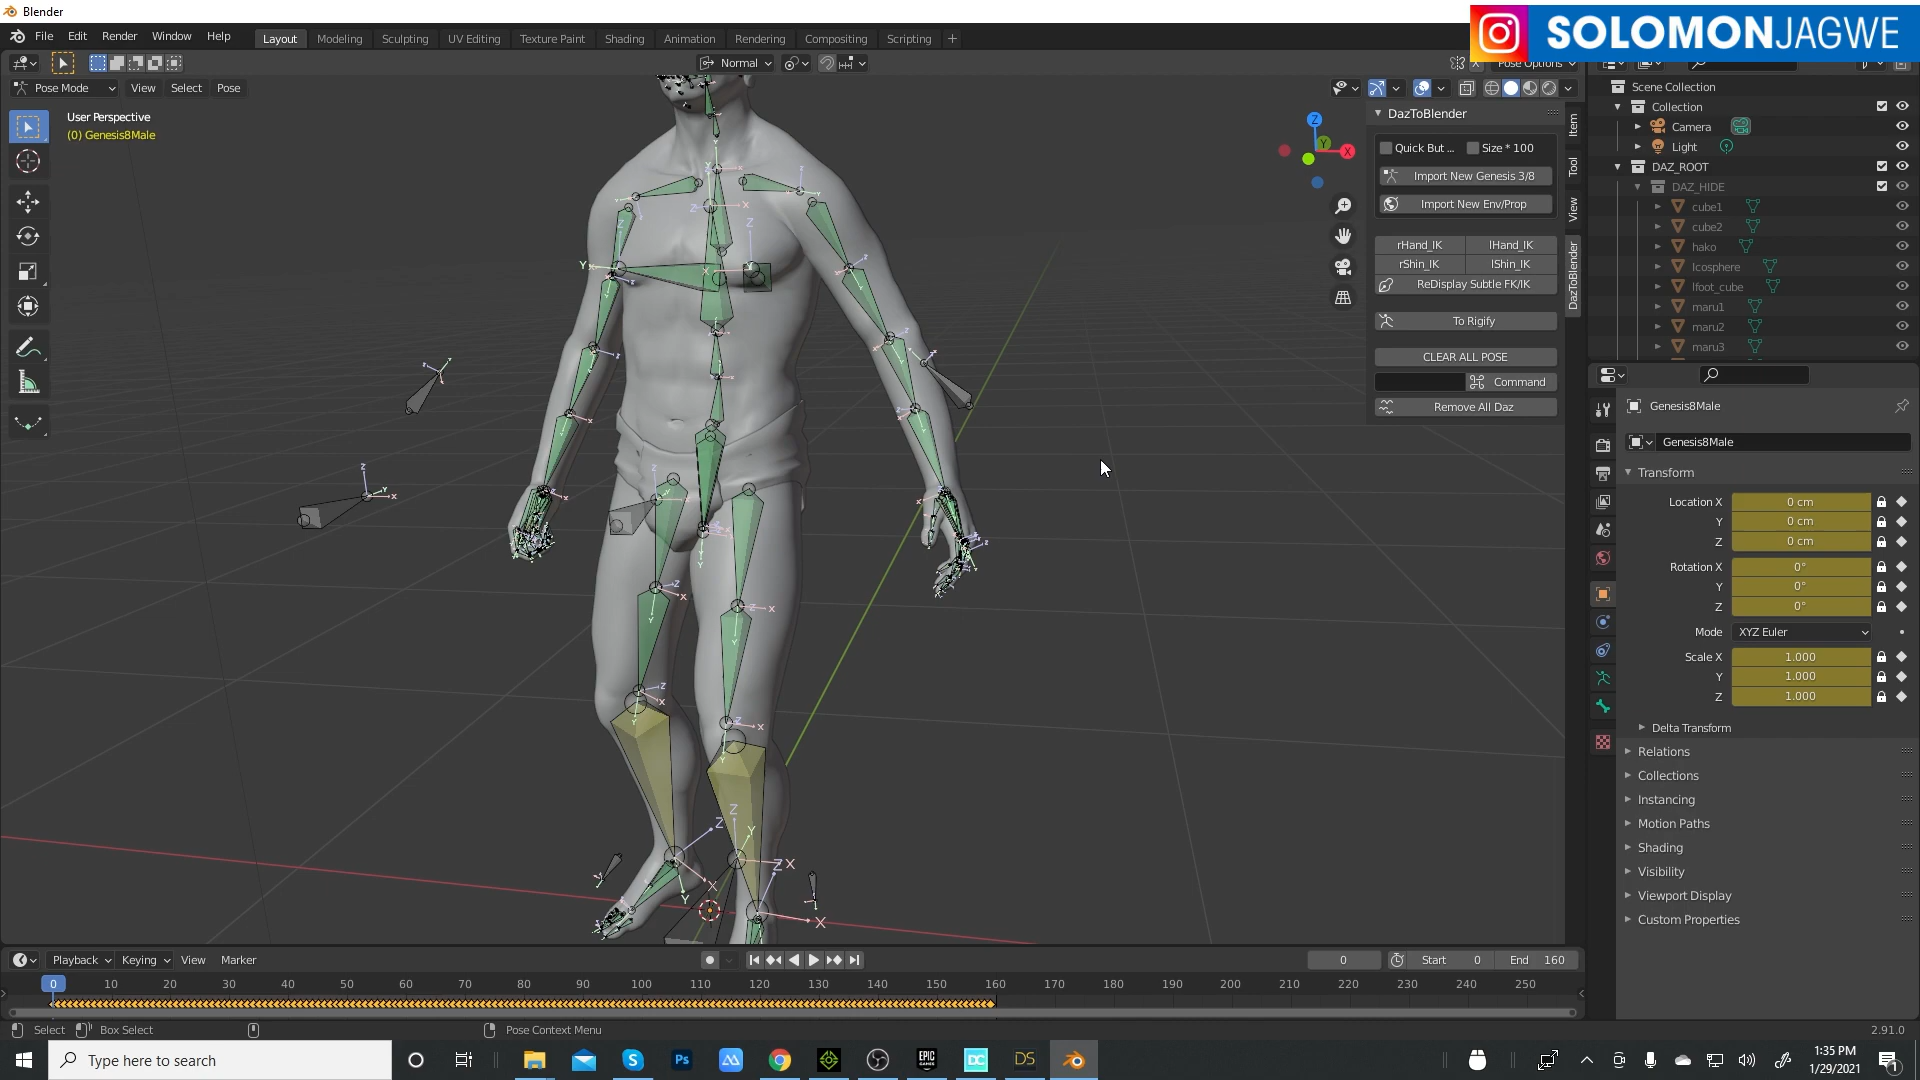 Blender
SOLOMONJAGWE
File Edit Render Window Help Layout Modeling Sculpting UV Editing Texture Paint Shading Animation Rendering Compositing Scripting
Normal
Pose Options
Pose Mode View Select Pose
User Perspective
(0) Genesis8Male
DazToBlender
Quick But ... Size * 100
Import New Genesis 3/8
Import New Env/Prop
rHand_IK lHand_IK
rShin_IK lShin_IK
ReDisplay Subtle FK/IK
To Rigify
CLEAR ALL POSE
Command
Remove All Daz
Item
Tool
View
DazToBlender
Scene Collection
Collection
Camera
Light
DAZ_ROOT
DAZ_HIDE
cube1
cube2
hako
Icosphere
lfoot_cube
maru1
maru2
maru3
Genesis8Male
Genesis8Male
Transform
Location X 0 cm
Y 0 cm
Z 0 cm
Rotation X 0°
Y 0°
Z 0°
Mode XYZ Euler
Scale X 1.000
Y 1.000
Z 1.000
Delta Transform
Relations
Collections
Instancing
Motion Paths
Shading
Visibility
Viewport Display
Custom Properties
Playback Keying View Marker
0 Start 0 End 160
0 10 20 30 40 50 60 70 80 90 100 110 120 130 140 150 160 170 180 190 200 210 220 230 240 250
Select Box Select Pose Context Menu 2.91.0
Type here to search
1:35 PM
1/29/2021